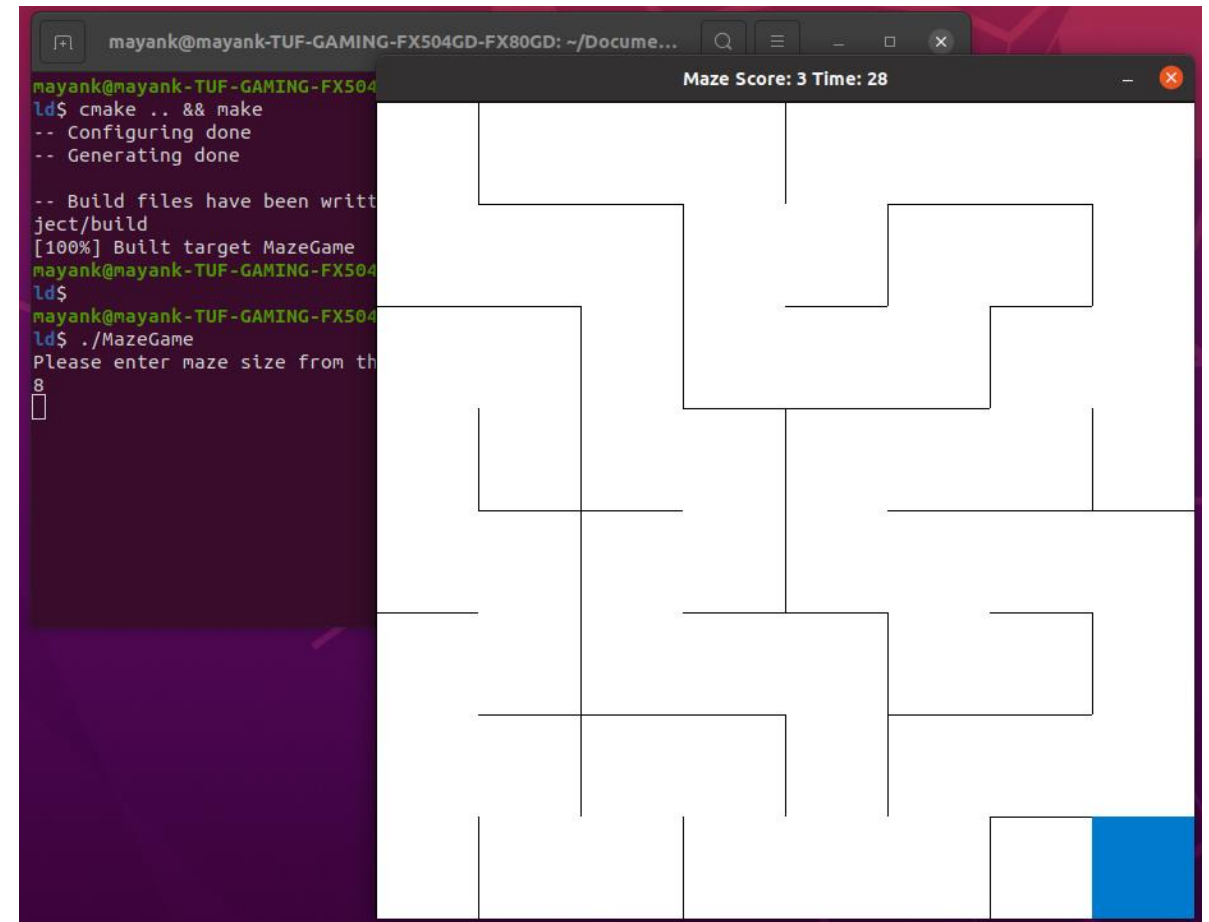 mayank@mayank-TUF-GAMING-FX504GD-FX80GD: ~/Docume...
Maze Score: 3 Time: 28
mayank@mayank-TUF-GAMING-FX504
ld$ cmake .. && make
-- Configuring done
-- Generating done
-- Build files have been writt
ject/build
[100%] Built target MazeGame
mayank@mayank-TUF-GAMING-FX504
ld$
mayank@mayank-TUF-GAMING-FX504
ld$ ./MazeGame
Please enter maze size from th
8